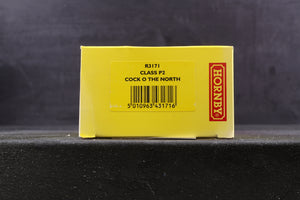 R3171
CLASS P2
COCK O THE NORTH
5 010963 431716
HORNBY